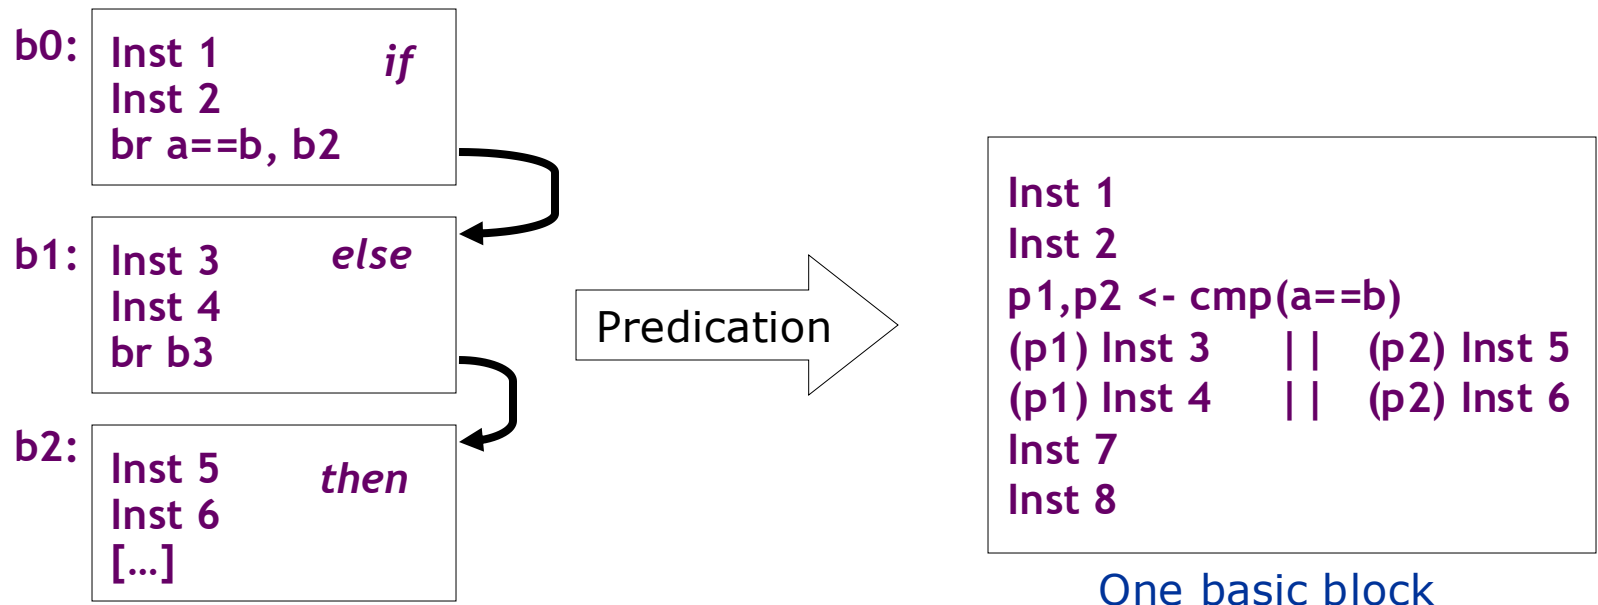 b0:
Inst 1 if
Inst 2
br a==b, b2
b1:
Inst 3 else
Inst 4
br b3
b2:
Inst 5 then
Inst 6
[...]
Predication
Inst 1
Inst 2
p1,p2 <- cmp(a==b)
(p1) Inst 3 || (p2) Inst 5
(p1) Inst 4 || (p2) Inst 6
Inst 7
Inst 8
One basic block